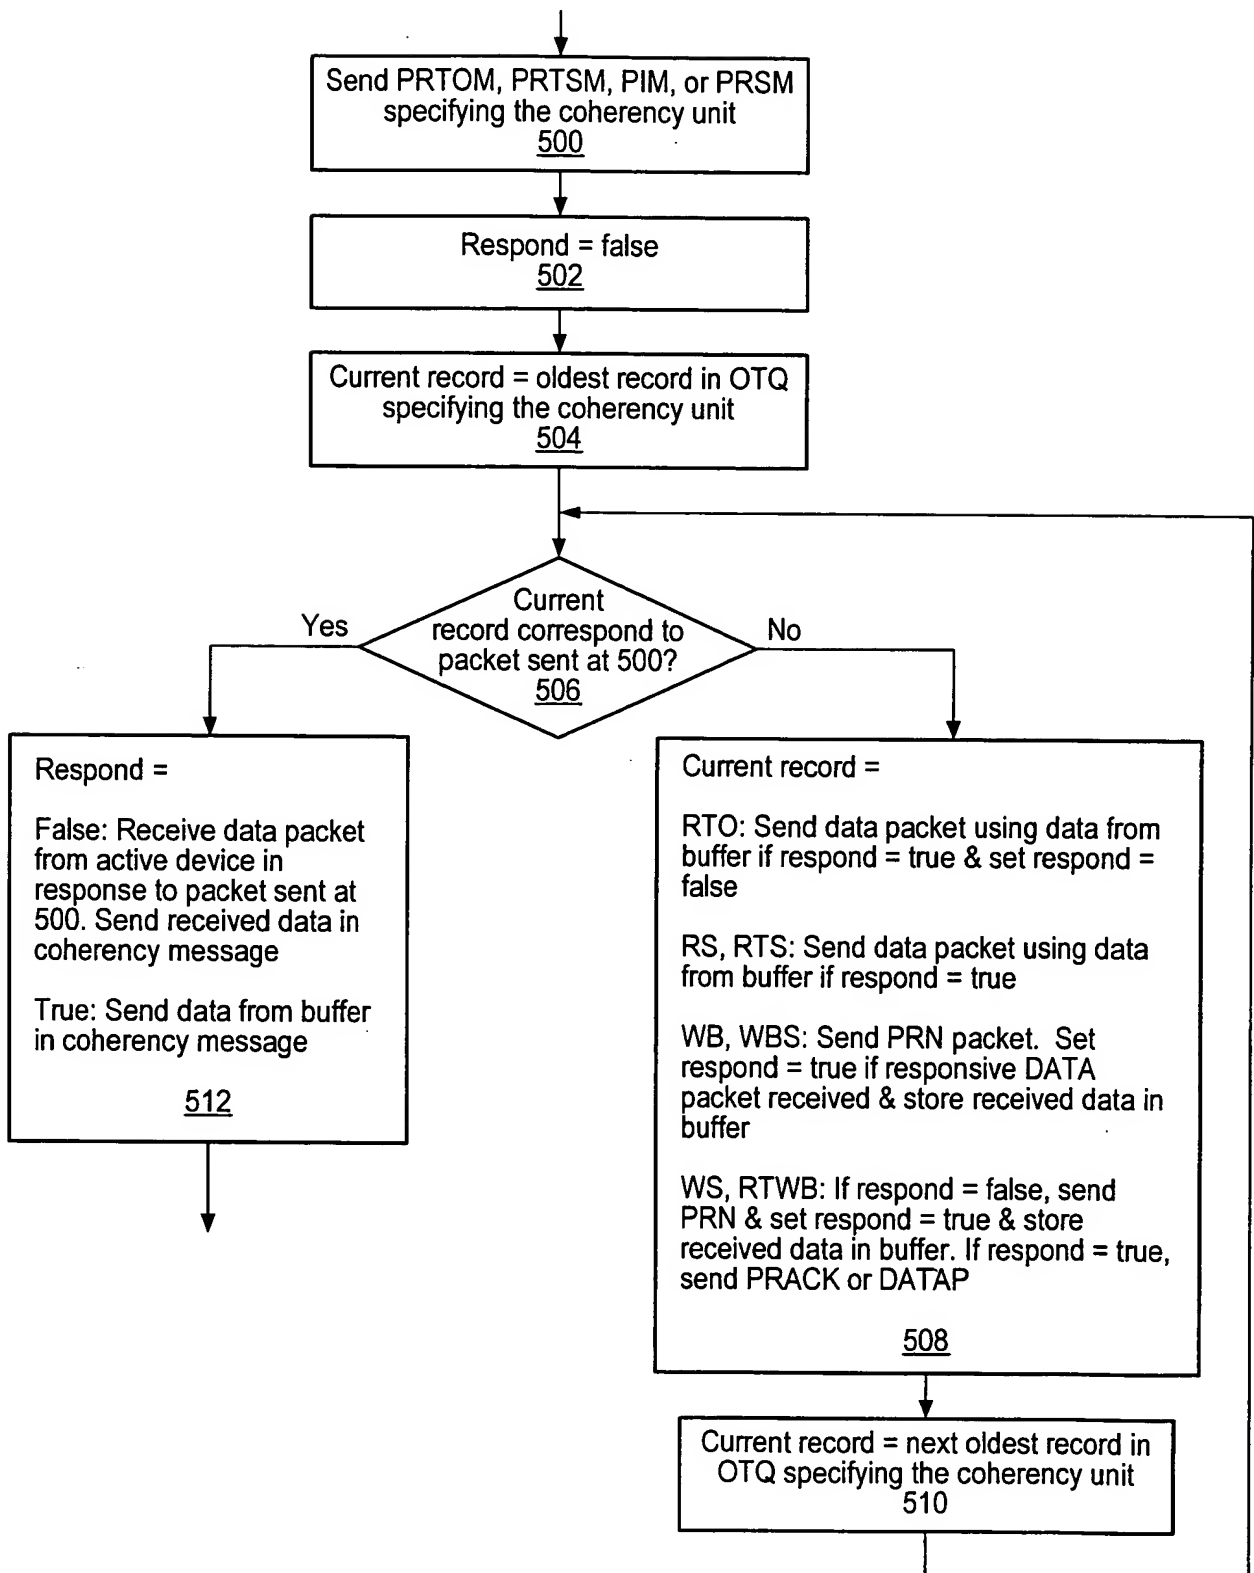 Send PRTOM, PRTSM, PIM, or PRSM
specifying the coherency unit
500
Respond = false
502
Current record = oldest record in OTQ
specifying the coherency unit
504
Current
record correspond to
packet sent at 500?
506
Yes
No
Respond =
False: Receive data packet
from active device in
response to packet sent at
500. Send received data in
coherency message
True: Send data from buffer
in coherency message
512
Current record =
RTO: Send data packet using data from
buffer if respond = true & set respond =
false
RS, RTS: Send data packet using data
from buffer if respond = true
WB, WBS: Send PRN packet. Set
respond = true if responsive DATA
packet received & store received data in
buffer
WS, RTWB: If respond = false, send
PRN & set respond = true & store
received data in buffer. If respond = true,
send PRACK or DATAP
508
Current record = next oldest record in
OTQ specifying the coherency unit
510